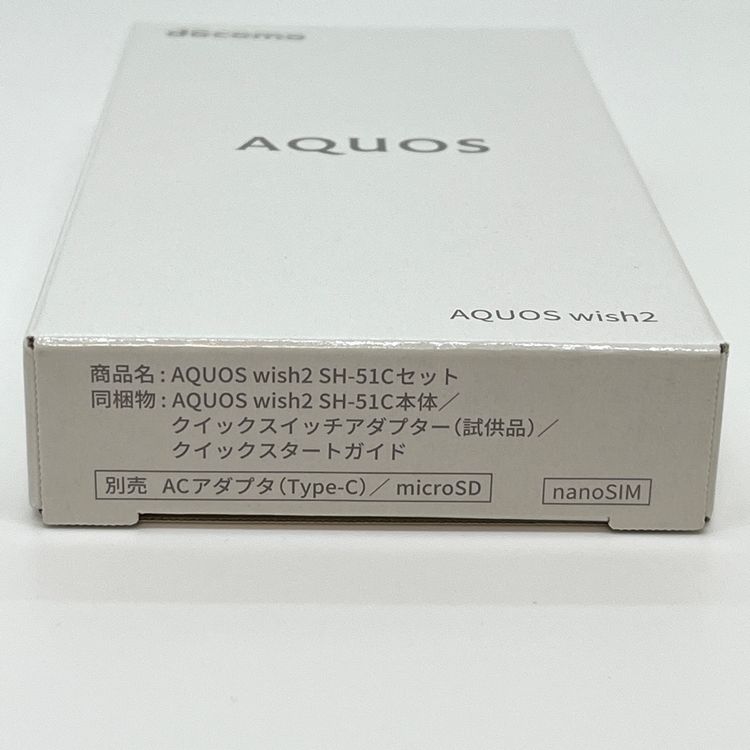 docomo
AQUOS
AQUOS wish2
商品名:AQUOS wish2 SH-51Cセット
同梱物:AQUOS wish2 SH-51C本体/
クイックスイッチアダプター(試供品)/
クイックスタートガイド
別売 ACアダプタ(Type-C)/microSD
nanoSIM